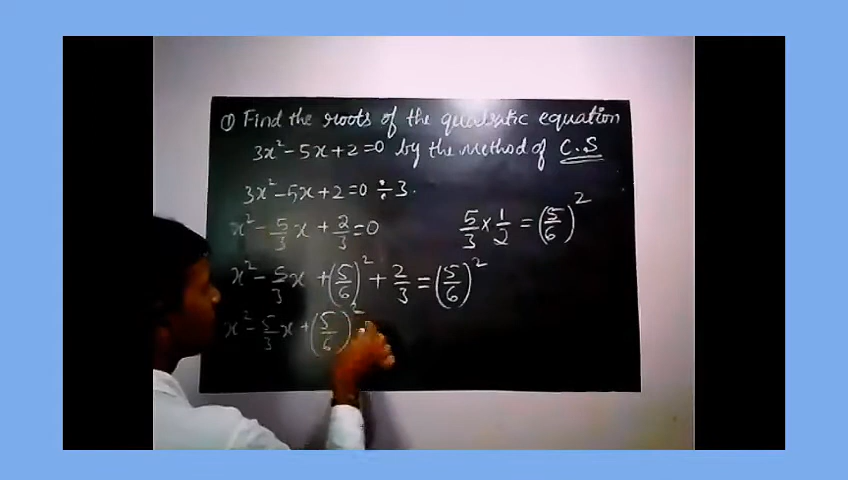 ① Find the roots of the quadratic equation
3x² - 5x + 2 = 0 by the method of C.S
3x² - 5x + 2 = 0 ÷ 3.
x² - 5/3 x + 2/3 = 0
5/3 × 1/2 = (5/6)²
x² - 5/3 x + (5/6)² + 2/3 = (5/6)²
x² - 5/3 x + (5/6)²